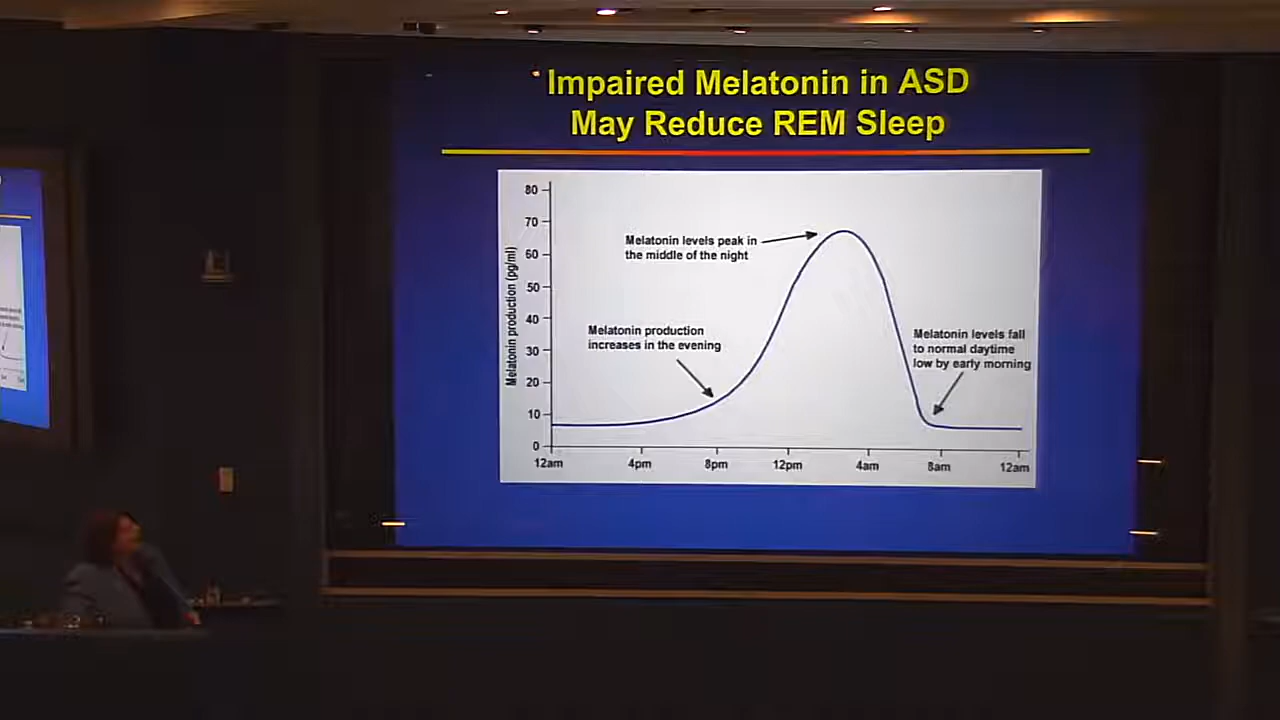 Impaired Melatonin in ASD
May Reduce REM Sleep
80
70
60
50
40
30
20
10
0
Melatonin production (pg/ml)
Melatonin levels peak in
the middle of the night
Melatonin production
increases in the evening
Melatonin levels fall
to normal daytime
low by early morning
12am 4pm 8pm 12pm 4am 8am 12am